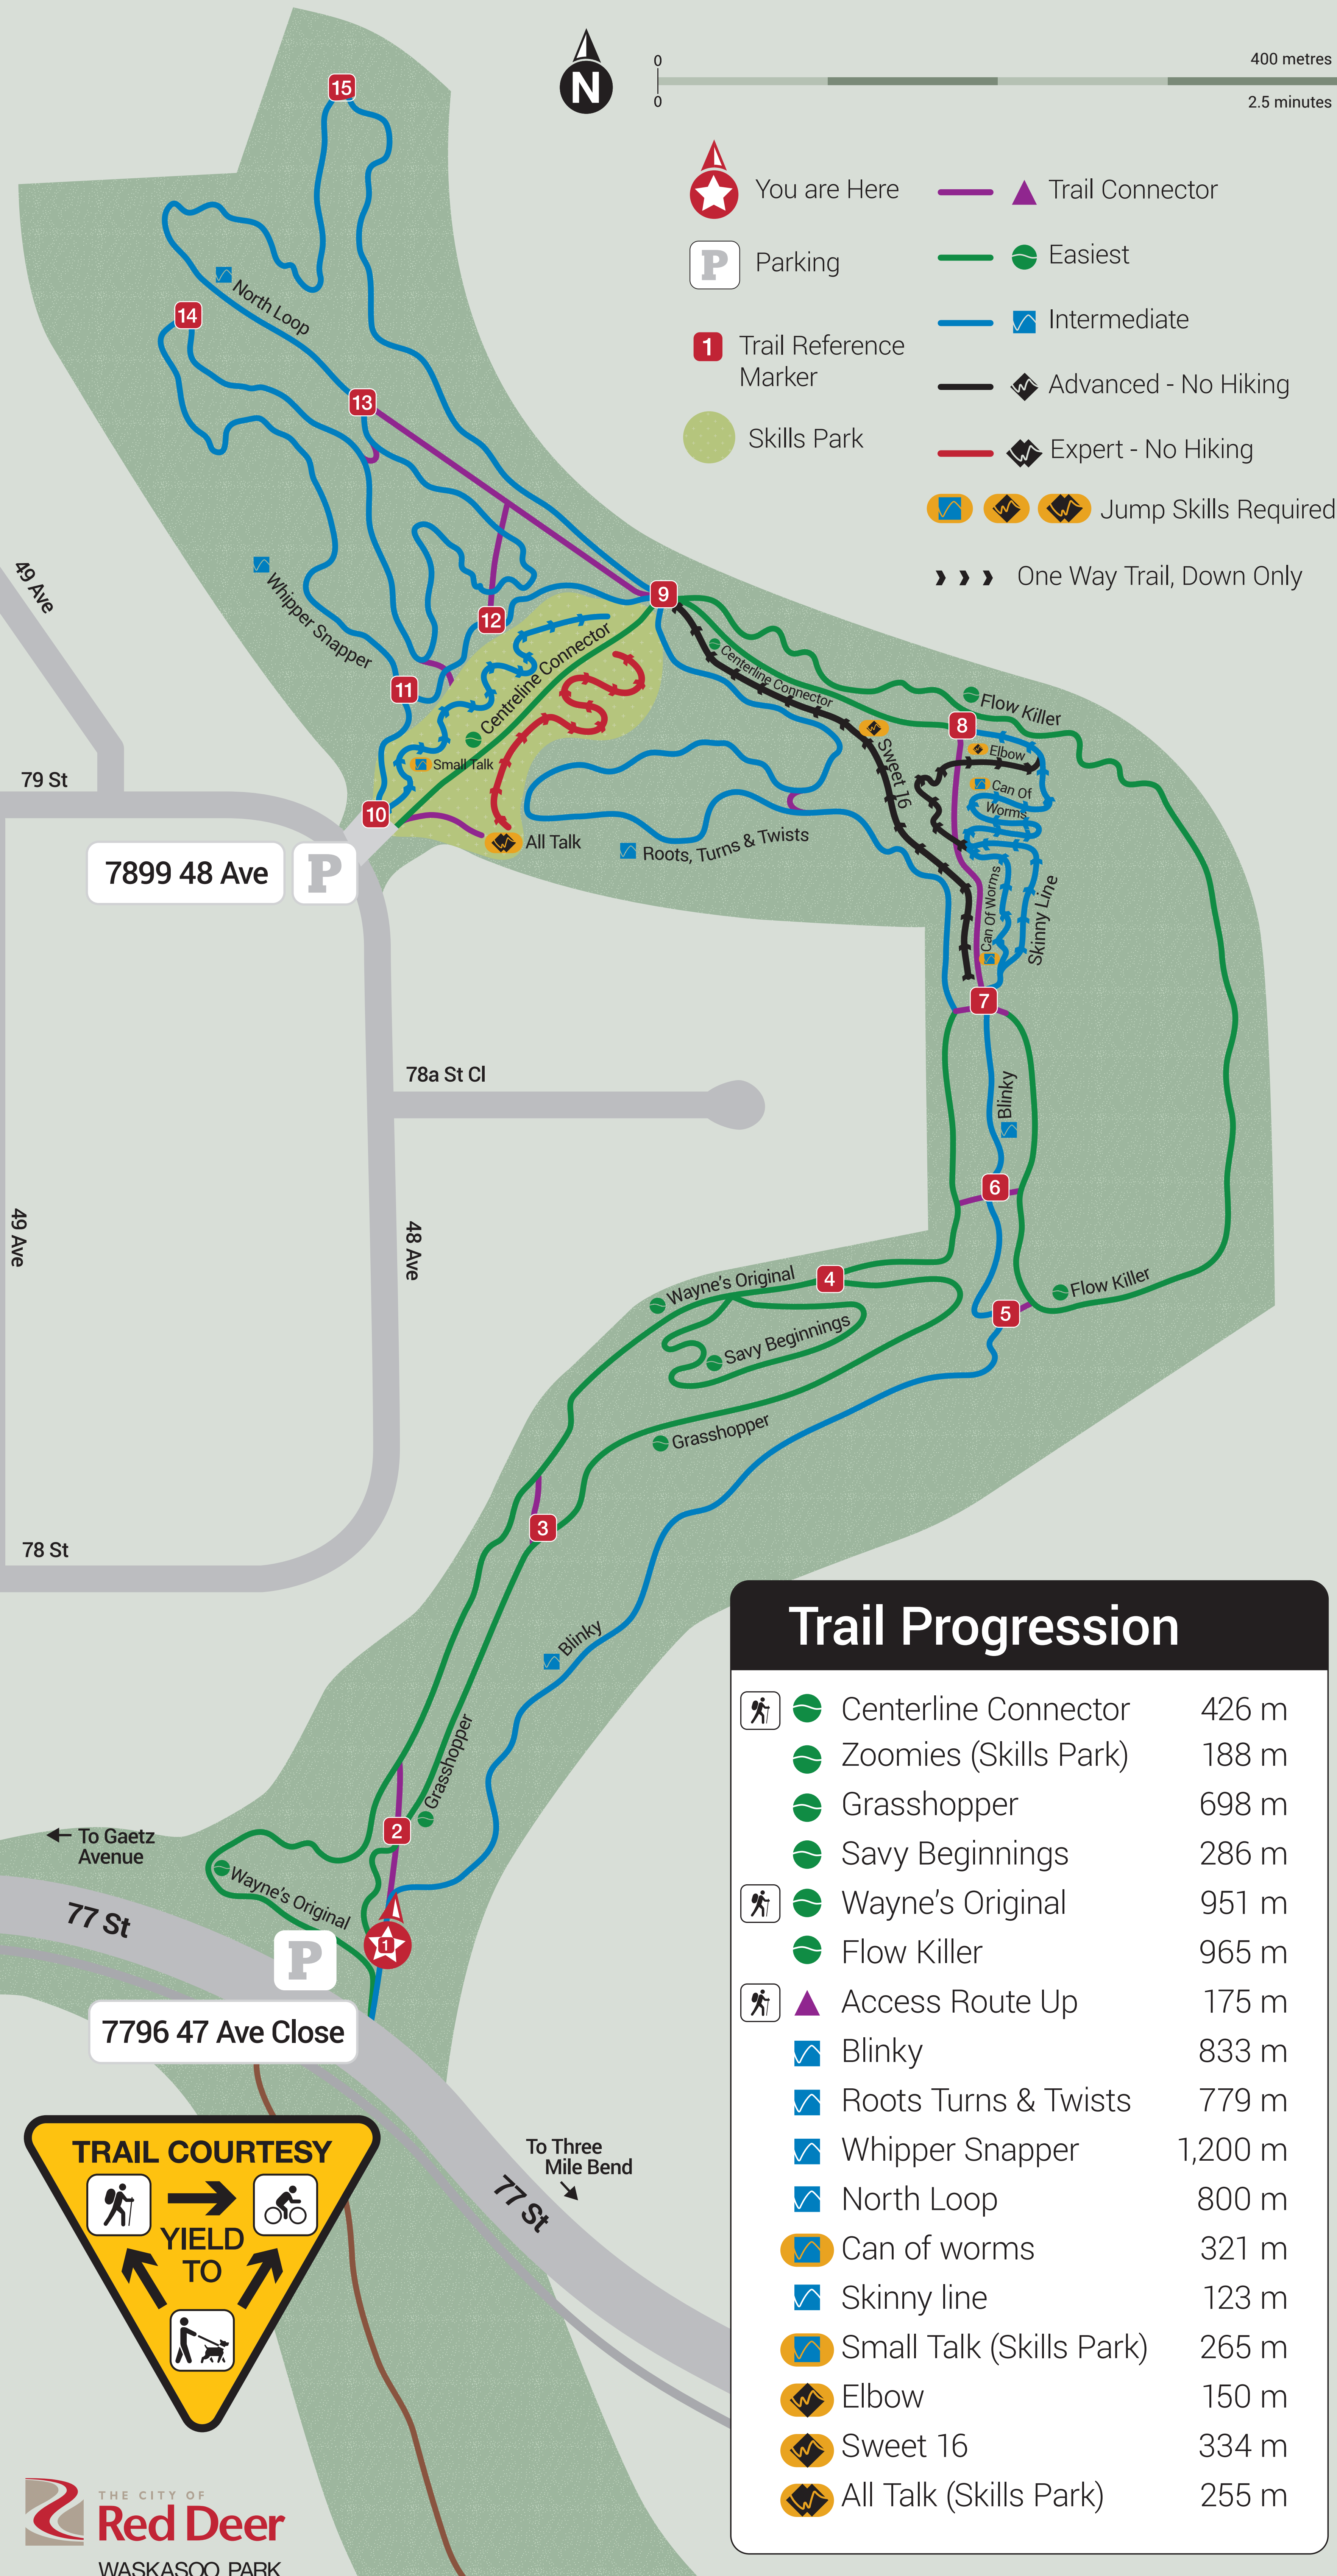 15
N
0
400 metres
0
2.5 minutes
You are Here
P Parking
1 Trail Reference
Marker
Skills Park
Trail Connector
Easiest
Intermediate
Advanced - No Hiking
Expert - No Hiking
Jump Skills Required
One Way Trail, Down Only
North Loop
14
13
49 Ave
Whipper Snapper
12
9
11
Centreline Connector
Centerline Connector
Flow Killer
8
Elbow
Small Talk
Sweet 16
Can Of
Worms
79 St
10
All Talk
Roots, Turns & Twists
7899 48 Ave
P
Can Of Worms
Skinny Line
7
78a St Cl
Blinky
6
49 Ave
48 Ave
Wayne's Original
4
Flow Killer
5
Savy Beginnings
Grasshopper
3
78 St
Blinky
Grasshopper
2
To Gaetz
Avenue
Wayne's Original
77 St
1
P
7796 47 Ave Close
To Three
Mile Bend
77 St
TRAIL COURTESY
YIELD
TO
THE CITY OF
Red Deer
WASKASOO PARK
Trail Progression
Centerline Connector 426 m
Zoomies (Skills Park) 188 m
Grasshopper 698 m
Savy Beginnings 286 m
Wayne's Original 951 m
Flow Killer 965 m
Access Route Up 175 m
Blinky 833 m
Roots Turns & Twists 779 m
Whipper Snapper 1,200 m
North Loop 800 m
Can of worms 321 m
Skinny line 123 m
Small Talk (Skills Park) 265 m
Elbow 150 m
Sweet 16 334 m
All Talk (Skills Park) 255 m